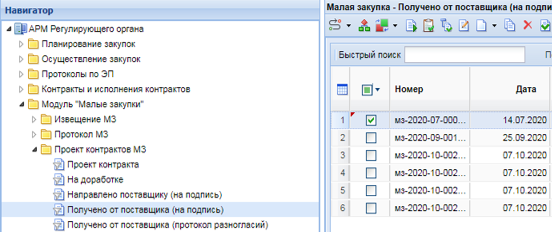 Навигатор
АРМ Регулирующего органа
Планирование закупок
Осуществление закупок
Протоколы по ЭП
Контракты и исполнения контрактов
Модуль "Малые закупки"
Извещение МЗ
Протокол МЗ
Проект контрактов МЗ
Проект контракта
На доработке
Направлено поставщику (на подпись)
Получено от поставщика (на подпись)
Получено от поставщика (протокол разногласий)
Малая закупка - Получено от поставщика (на подпи
Быстрый поиск
Номер Дата
1 мз-2020-07-000... 14.07.2020
2 мз-2020-09-001... 25.09.2020
3 мз-2020-10-002... 07.10.2020
4 мз-2020-10-002... 07.10.2020
5 мз-2020-10-002... 07.10.2020
6 мз-2020-10-002... 07.10.2020